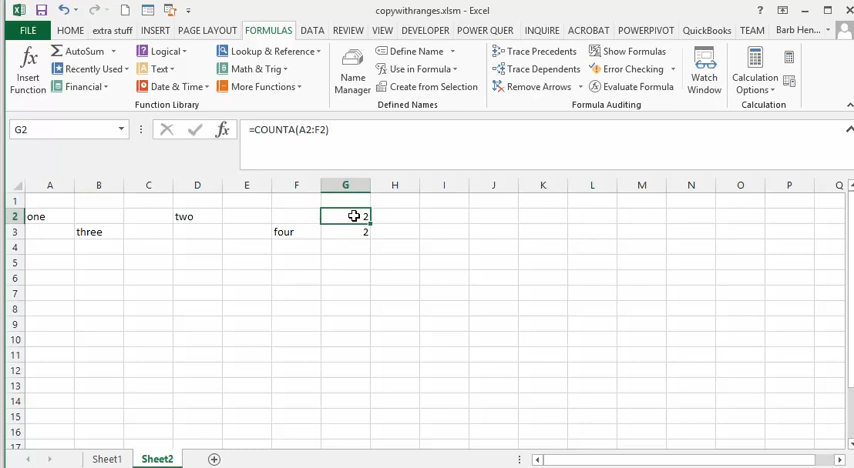 copywithranges.xlsm - Excel
FILE HOME extra stuff INSERT PAGE LAYOUT FORMULAS DATA REVIEW VIEW DEVELOPER POWER QUER INQUIRE ACROBAT POWERPIVOT QuickBooks TEAM Barb Hen...
AutoSum Logical Lookup & Reference Define Name Trace Precedents Show Formulas
Recently Used Text Math & Trig Use in Formula Trace Dependents Error Checking
Financial Date & Time More Functions Create from Selection Remove Arrows Evaluate Formula
Insert Function
Name Manager
Watch Window
Calculation Options
Function Library Defined Names Formula Auditing Calculation
G2 fx =COUNTA(A2:F2)
A B C D E F G H I J K L M N O P Q
1
2 one two 2
3 three four 2
4
5
6
7
8
9
10
11
12
13
14
15
16
17
Sheet1 Sheet2